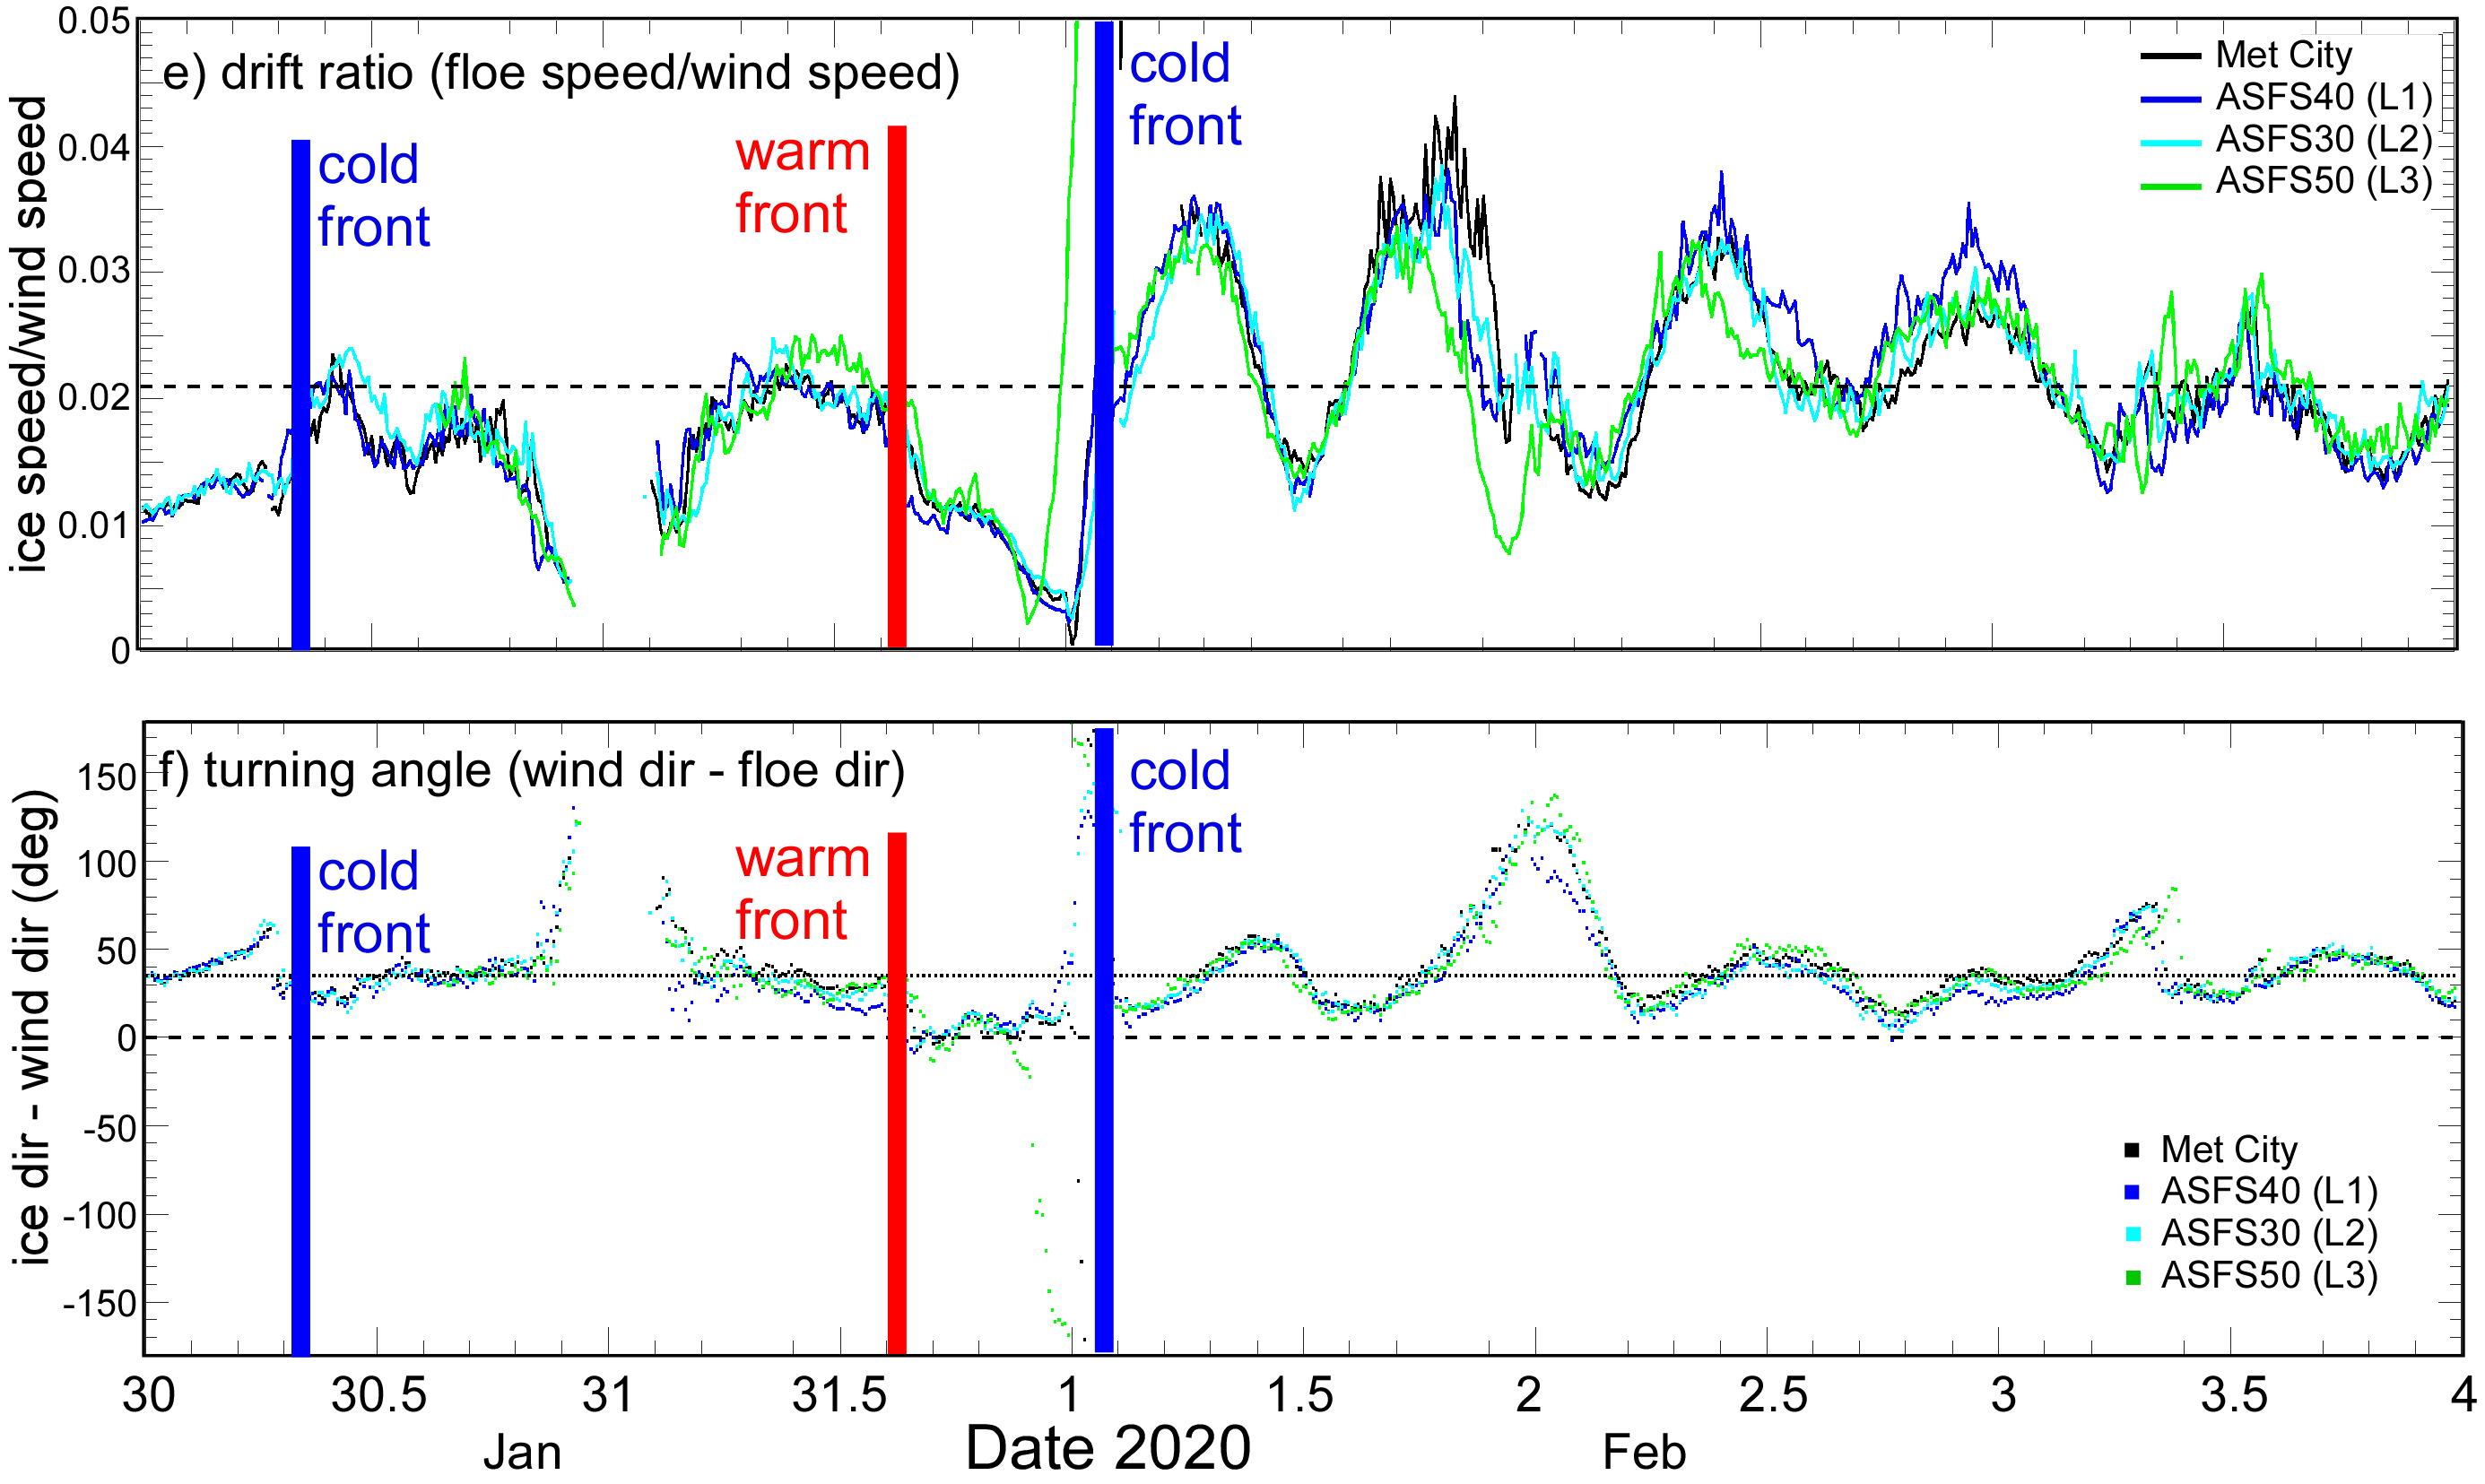 0.05
0.04
0.03
0.02
0.01
0
ice speed/wind speed
e) drift ratio (floe speed/wind speed)
cold
front
warm
front
cold
front
Met City
ASFS40 (L1)
ASFS30 (L2)
ASFS50 (L3)
150
100
50
0
-50
-100
-150
ice dir - wind dir (deg)
f) turning angle (wind dir - floe dir)
cold
front
warm
front
cold
front
Met City
ASFS40 (L1)
ASFS30 (L2)
ASFS50 (L3)
30 30.5 31 31.5 1 1.5 2 2.5 3 3.5 4
Jan Date 2020 Feb